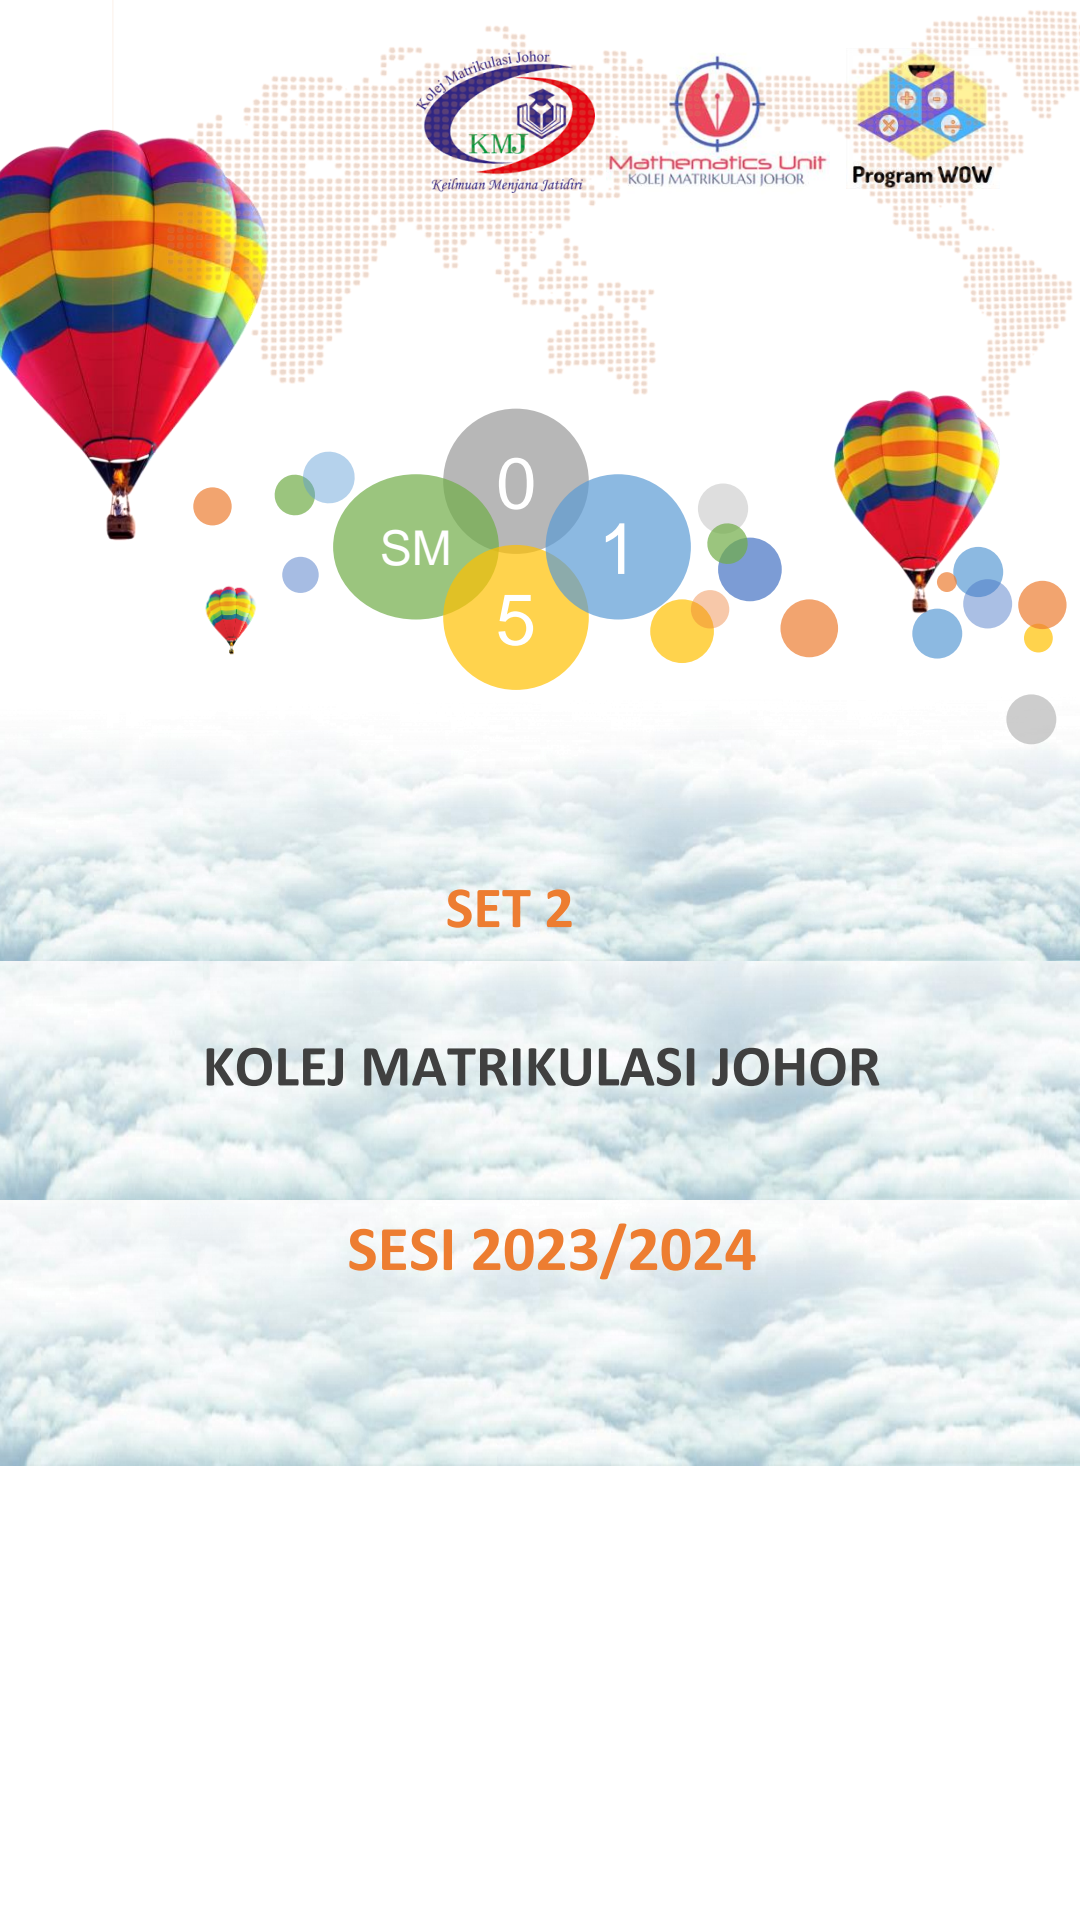 Kolej Matrikulasi Johor
KMJ
Keilmuan Menjana Jatidiri
Mathematics Unit
KOLEJ MATRIKULASI JOHOR
Program WOW
SM
0
1
5
SET 2
KOLEJ MATRIKULASI JOHOR
SESI 2023/2024